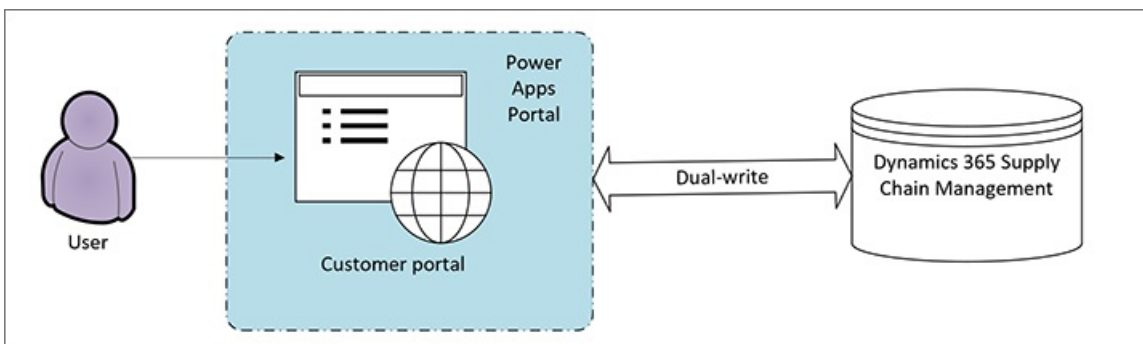 Power
Apps
Portal
User
Customer portal
Dual-write
Dynamics 365 Supply
Chain Management